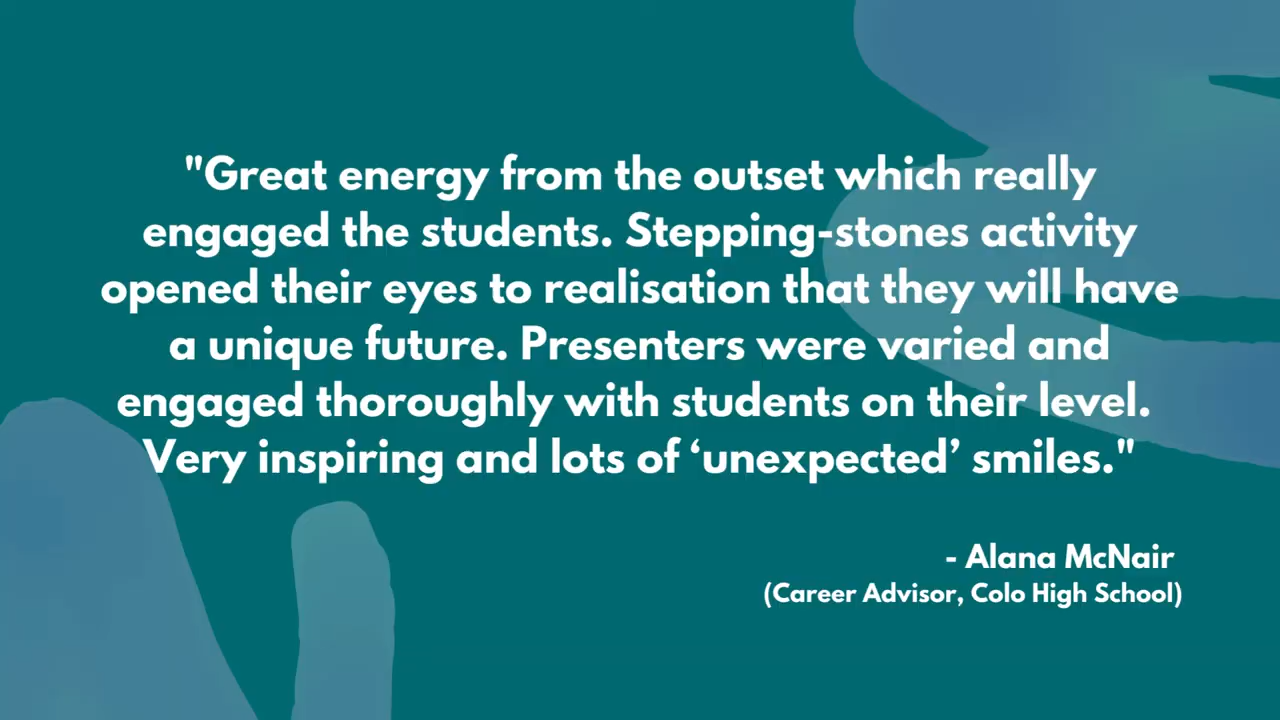 "Great energy from the outset which really
engaged the students. Stepping-stones activity
opened their eyes to realisation that they will have
a unique future. Presenters were varied and
engaged thoroughly with students on their level.
Very inspiring and lots of ‘unexpected’ smiles."
- Alana McNair
(Career Advisor, Colo High School)